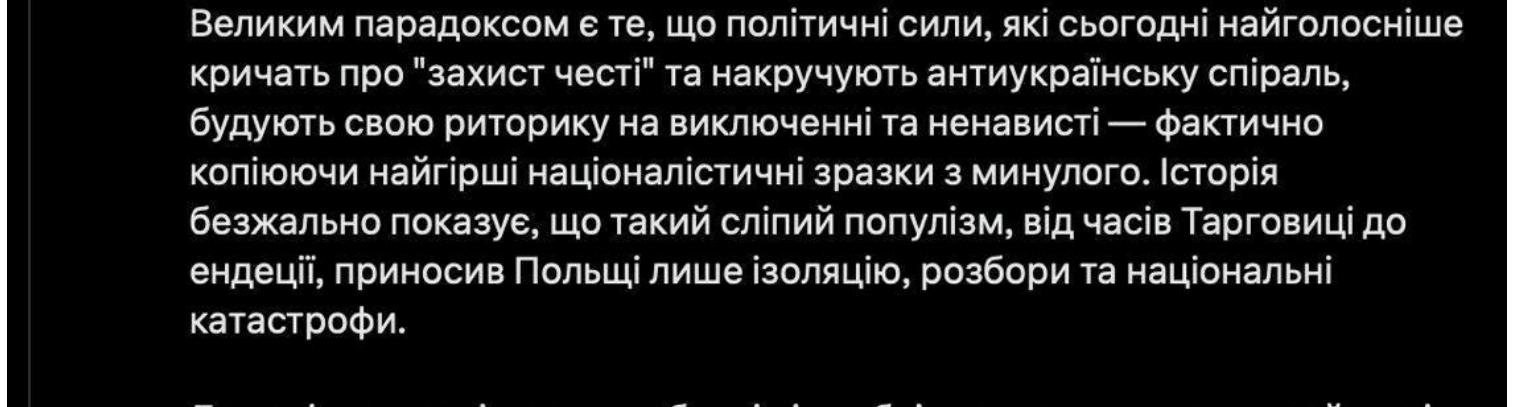 Великим парадоксом є те, що політичні сили, які сьогодні найголосніше
кричать про "захист честі" та накручують антиукраїнську спіраль,
будують свою риторику на виключенні та ненависті — фактично
копіюючи найгірші націоналістичні зразки з минулого. Історія
безжально показує, що такий сліпий популізм, від часів Тарговиці до
ендеції, приносив Польщі лише ізоляцію, розбори та національні
катастрофи.